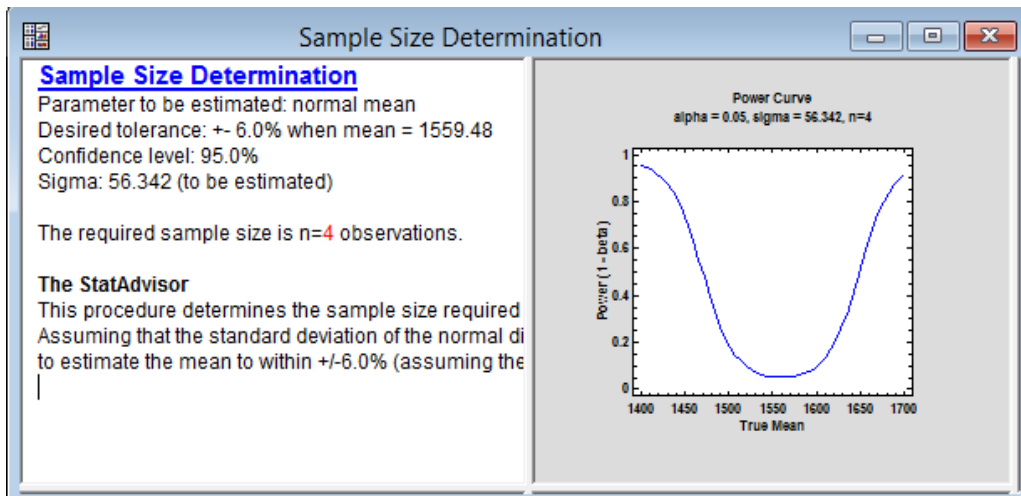 Sample Size Determination
Sample Size Determination
Parameter to be estimated: normal mean
Desired tolerance: +- 6.0% when mean = 1559.48
Confidence level: 95.0%
Sigma: 56.342 (to be estimated)
The required sample size is n=4 observations.
The StatAdvisor
This procedure determines the sample size required
Assuming that the standard deviation of the normal di
to estimate the mean to within +/-6.0% (assuming the
Power Curve
alpha = 0.05, sigma = 56.342, n=4
Power (1 - beta)
1
0.8
0.6
0.4
0.2
0
1400 1450 1500 1550 1600 1650 1700
True Mean